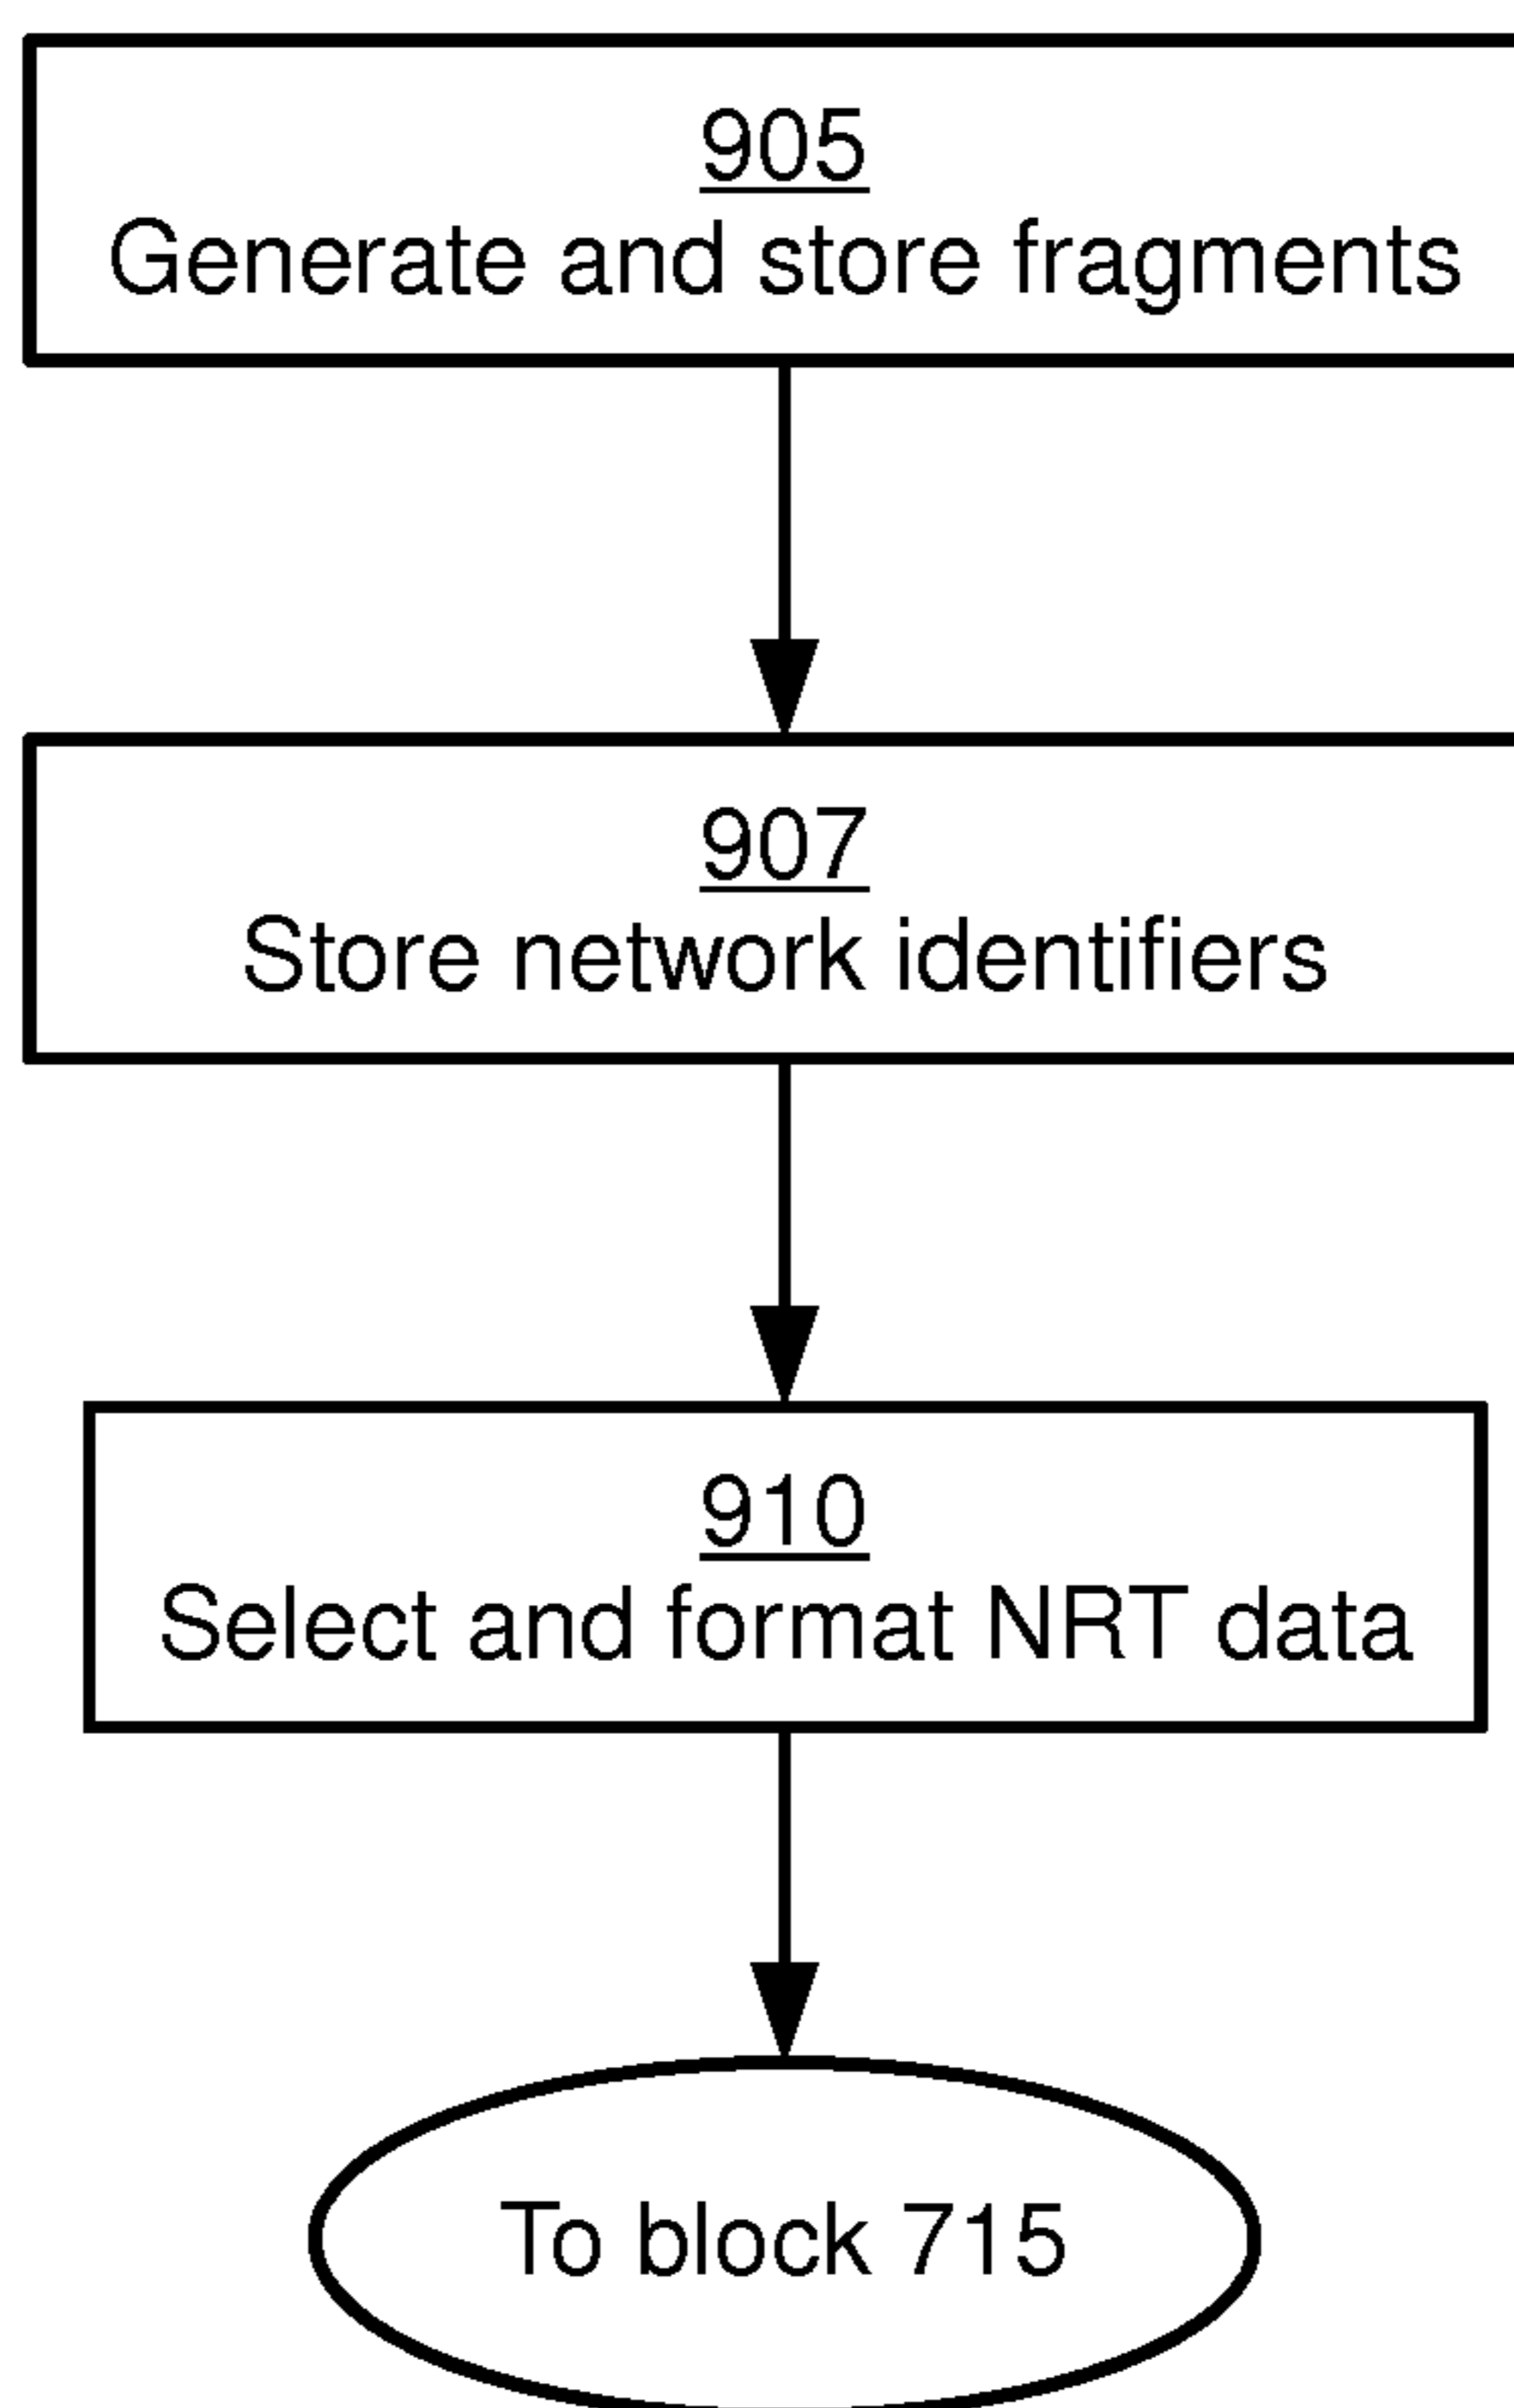 905
Generate and store fragments
907
Store network identifiers
910
Select and format NRT data
To block 715